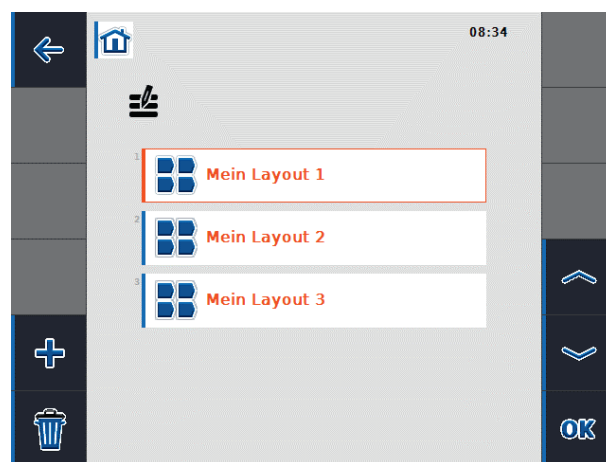 08:34
1
Mein Layout 1
2
Mein Layout 2
3
Mein Layout 3
OK